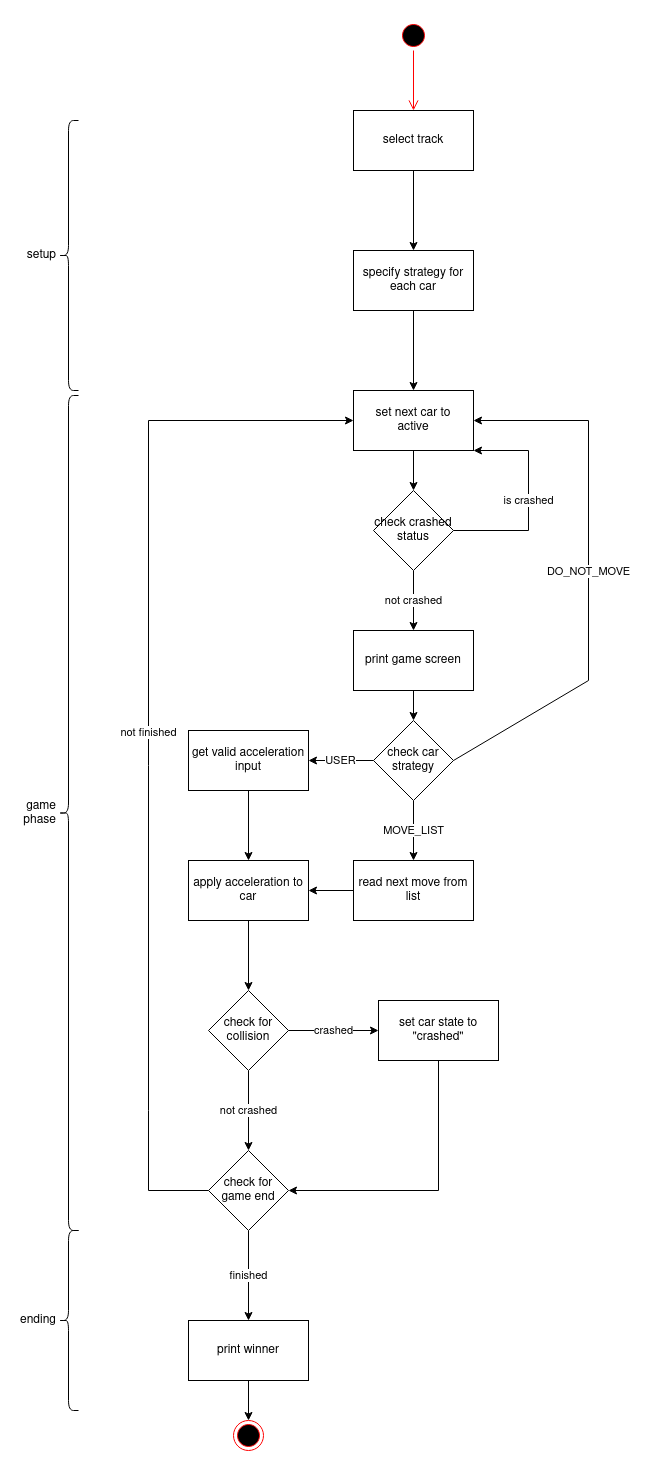 select track
setup
specify strategy for
each car
set next car to
active
is crashed
check crashed
status
DO_NOT_MOVE
not crashed
print game screen
not finished
get valid acceleration
input
USER
check car
strategy
game
phase
MOVE_LIST
apply acceleration to
car
read next move from
list
check for
collision
crashed
set car state to
"crashed"
not crashed
check for
game end
finished
ending
print winner